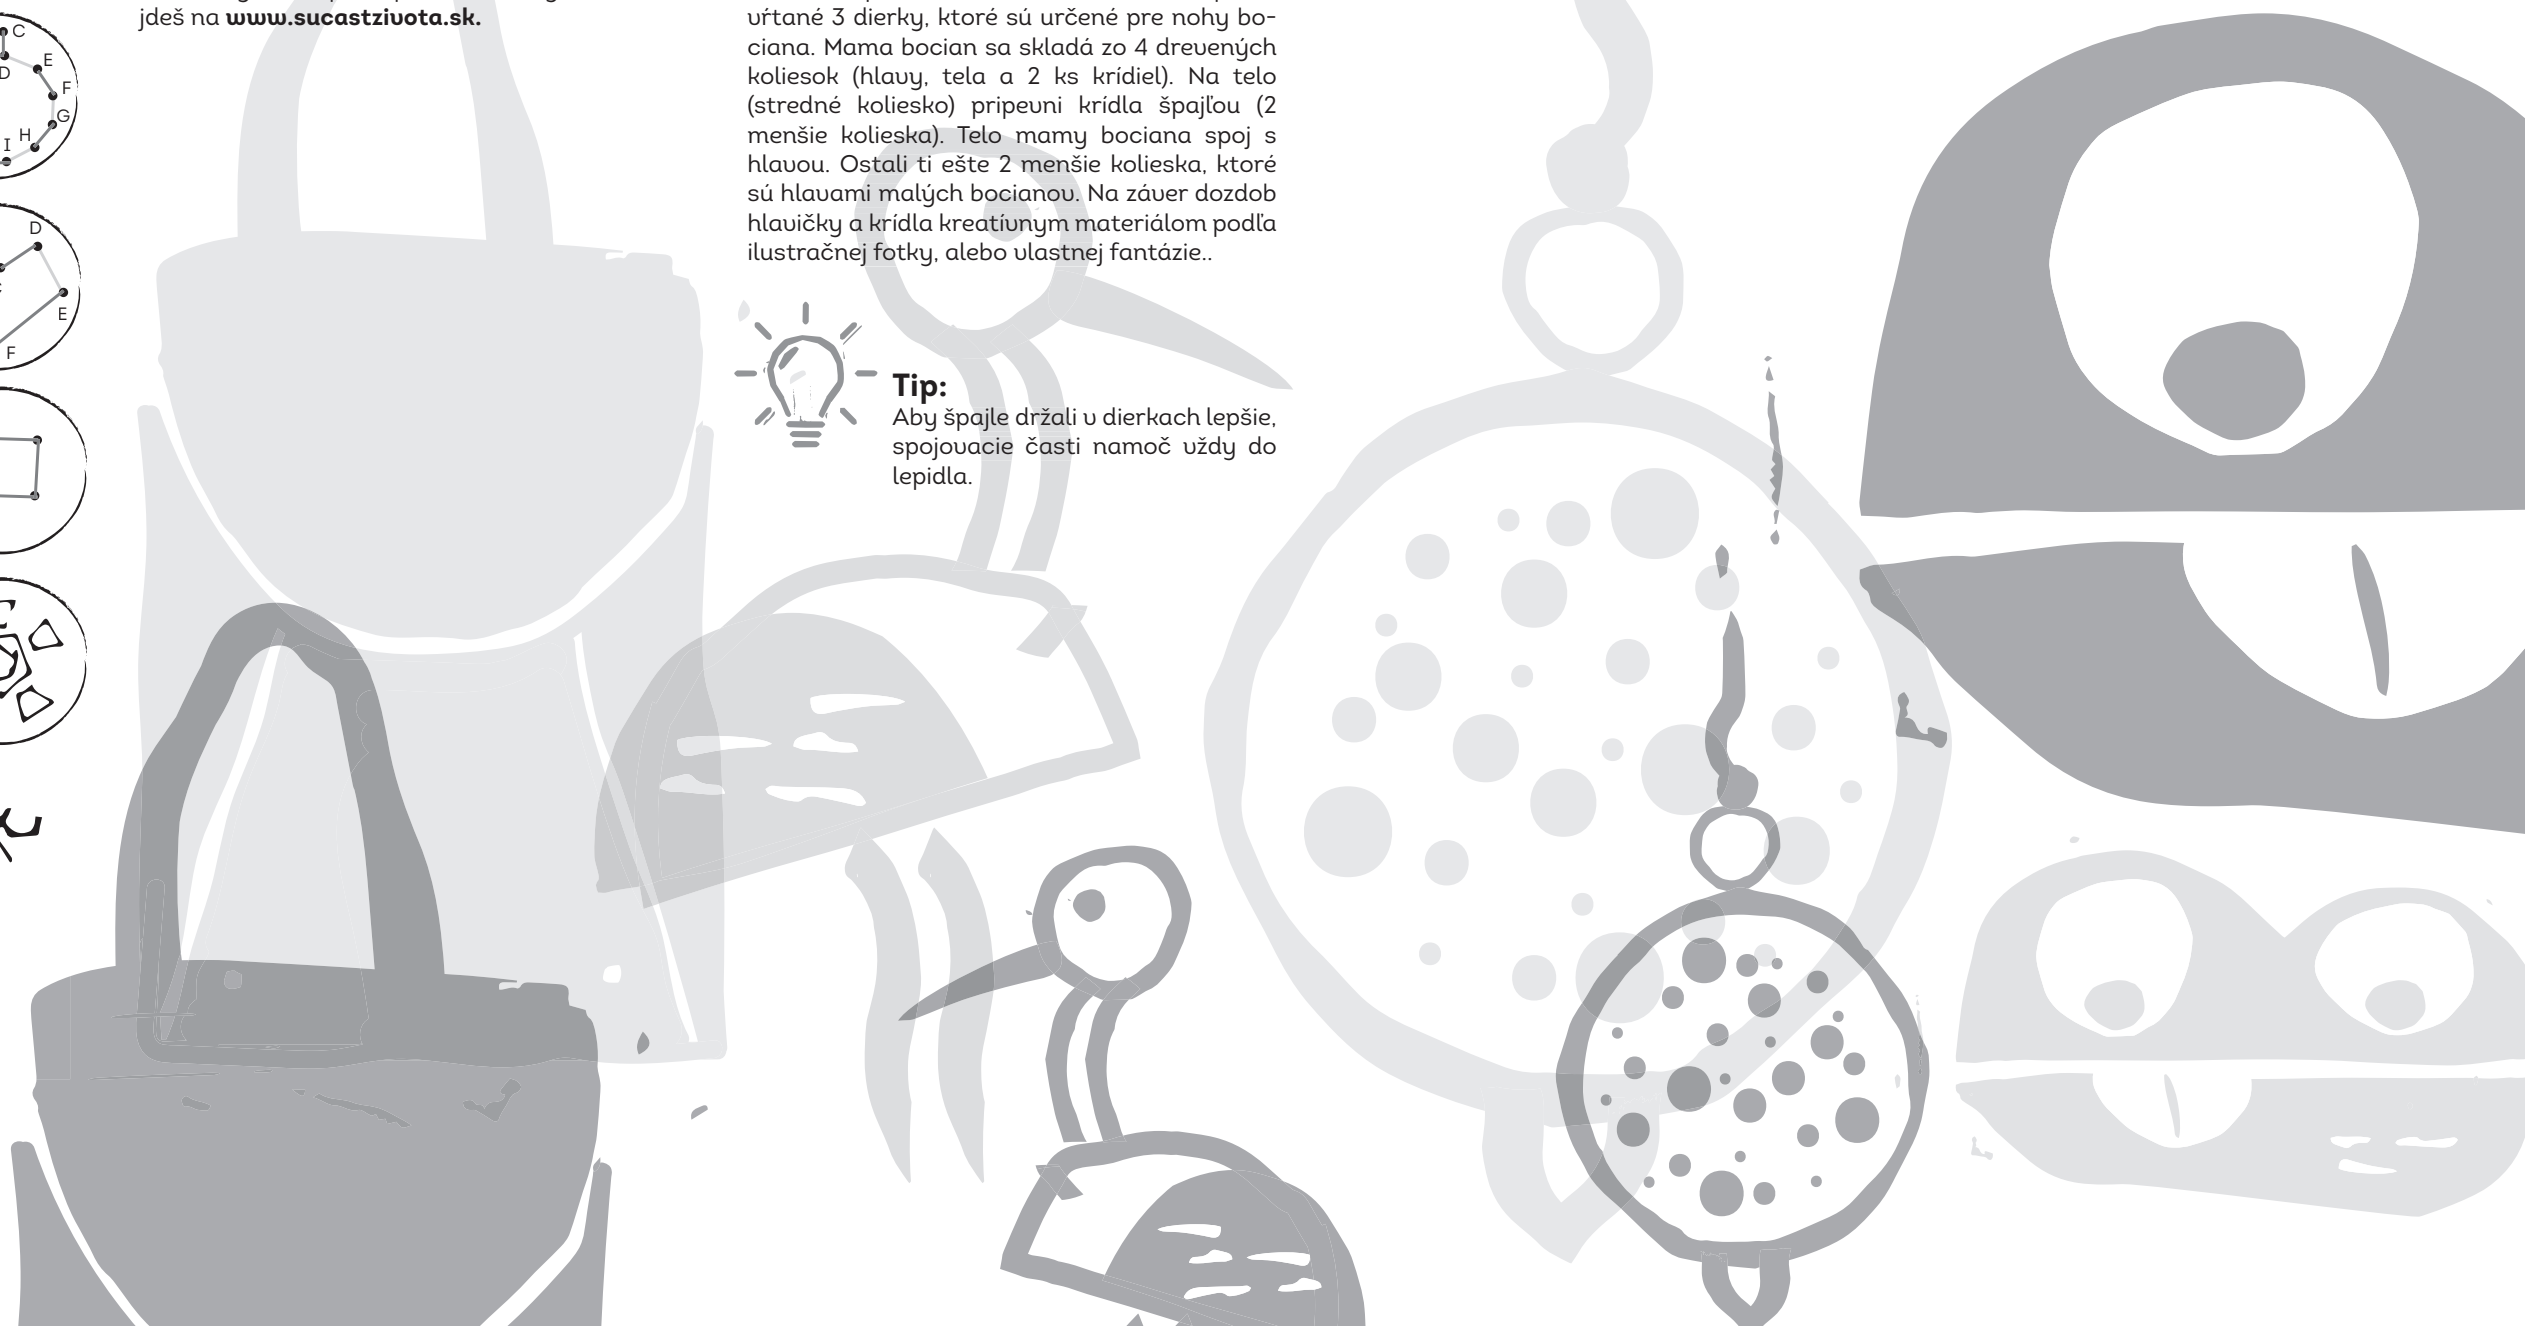 jdeš na www.sucastzivota.sk.
vŕtané 3 dierky, ktoré sú určené pre nohy bo-
ciana. Mama bocian sa skladá zo 4 drevených
koliesok (hlavy, tela a 2 ks krídiel). Na telo
(stredné koliesko) pripevni krídla špajľou (2
menšie kolieska). Telo mamy bociana spoj s
hlavou. Ostali ti ešte 2 menšie kolieska, ktoré
sú hlavami malých bocianov. Na záver dozdob
hlavičky a krídla kreatívnym materiálom podľa
ilustračnej fotky, alebo vlastnej fantázie..
Tip:
Aby špajle držali v dierkach lepšie,
spojovacie časti namoč vždy do
lepidla.
C
D
E
F
G
H
I
D
E
F